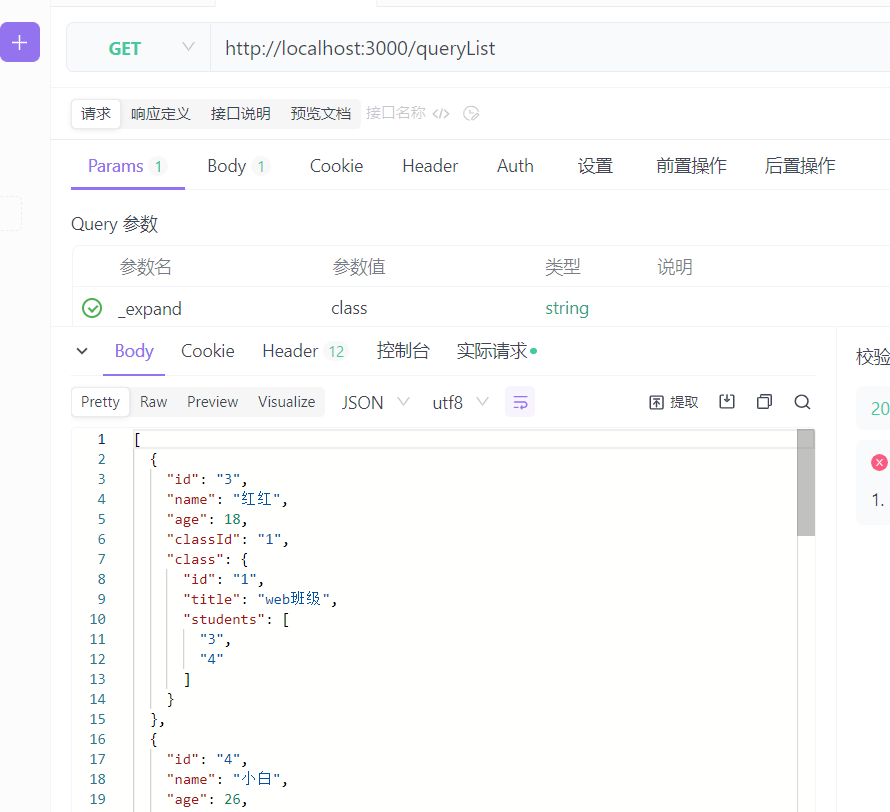 GET http://localhost:3000/queryList
请求 响应定义 接口说明 预览文档 接口名称
Params 1 Body 1 Cookie Header Auth 设置 前置操作 后置操作
Query 参数
参数名 参数值 类型 说明
_expand class string
Body Cookie Header 12 控制台 实际请求
校验
Pretty Raw Preview Visualize JSON utf8 提取
20
1.
1 [
2 {
3 "id": "3",
4 "name": "红红",
5 "age": 18,
6 "classId": "1",
7 "class": {
8 "id": "1",
9 "title": "web班级",
10 "students": [
11 "3",
12 "4"
13 ]
14 }
15 },
16 {
17 "id": "4",
18 "name": "小白",
19 "age": 26,